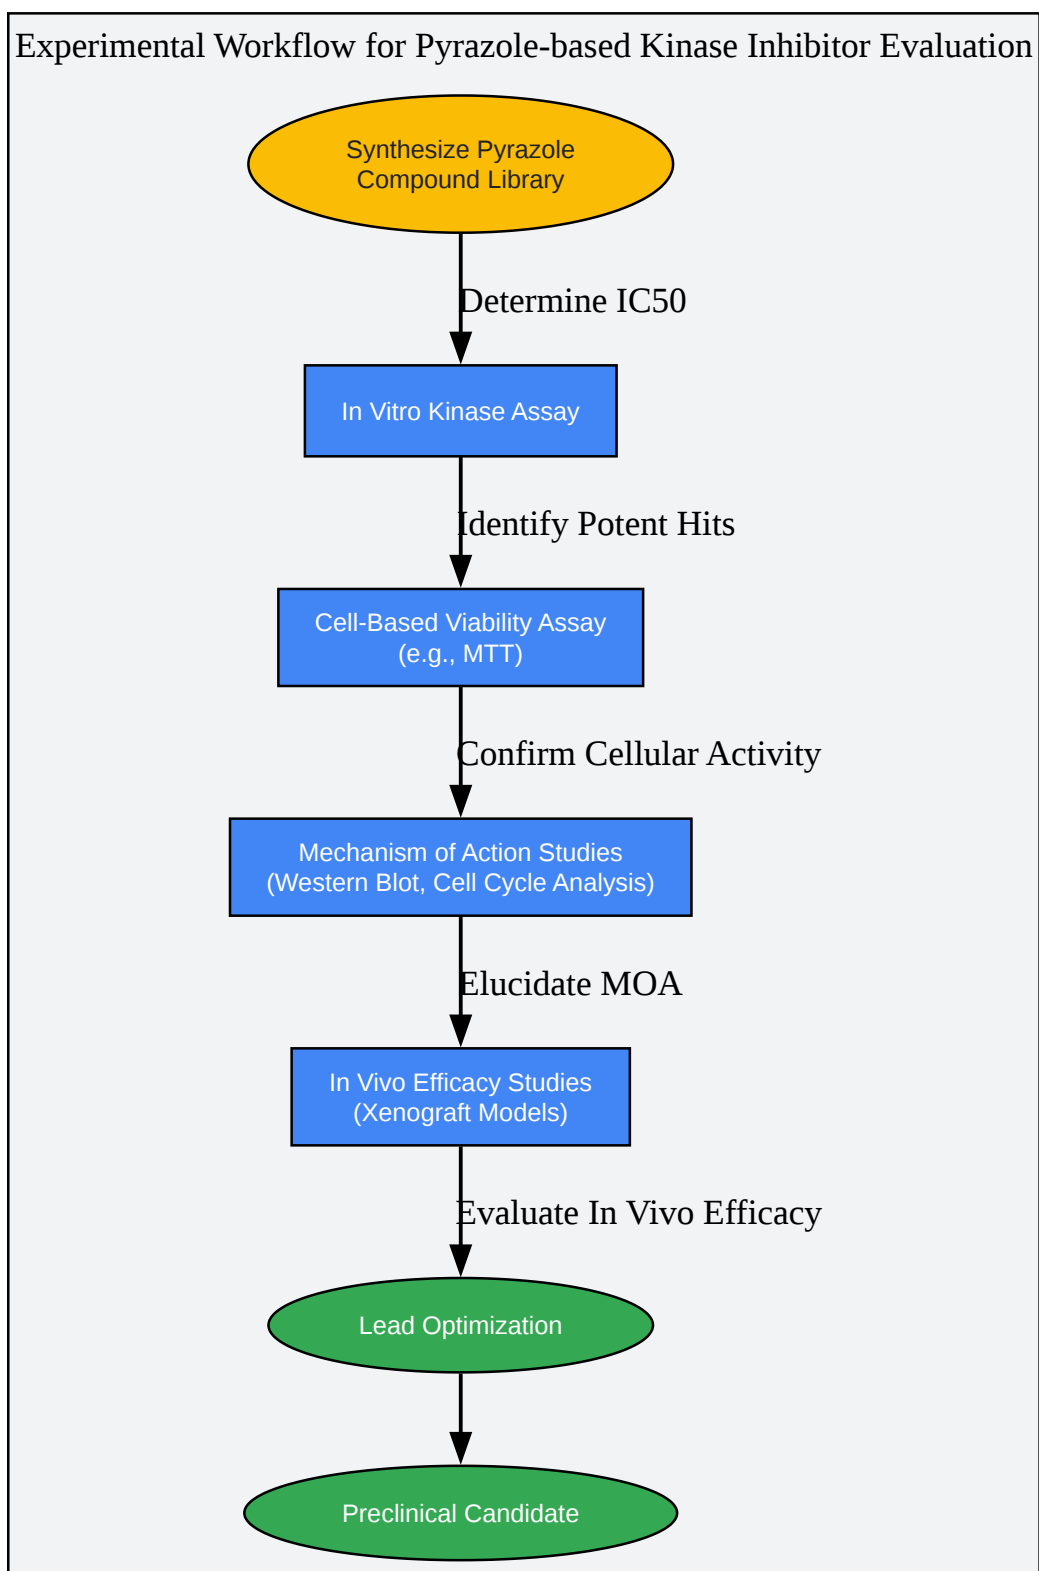 Experimental Workflow for Pyrazole-based Kinase Inhibitor Evaluation
Synthesize Pyrazole
Compound Library
Determine IC50
In Vitro Kinase Assay
Identify Potent Hits
Cell-Based Viability Assay
(e.g., MTT)
Confirm Cellular Activity
Mechanism of Action Studies
(Western Blot, Cell Cycle Analysis)
Elucidate MOA
In Vivo Efficacy Studies
(Xenograft Models)
Evaluate In Vivo Efficacy
Lead Optimization
Preclinical Candidate